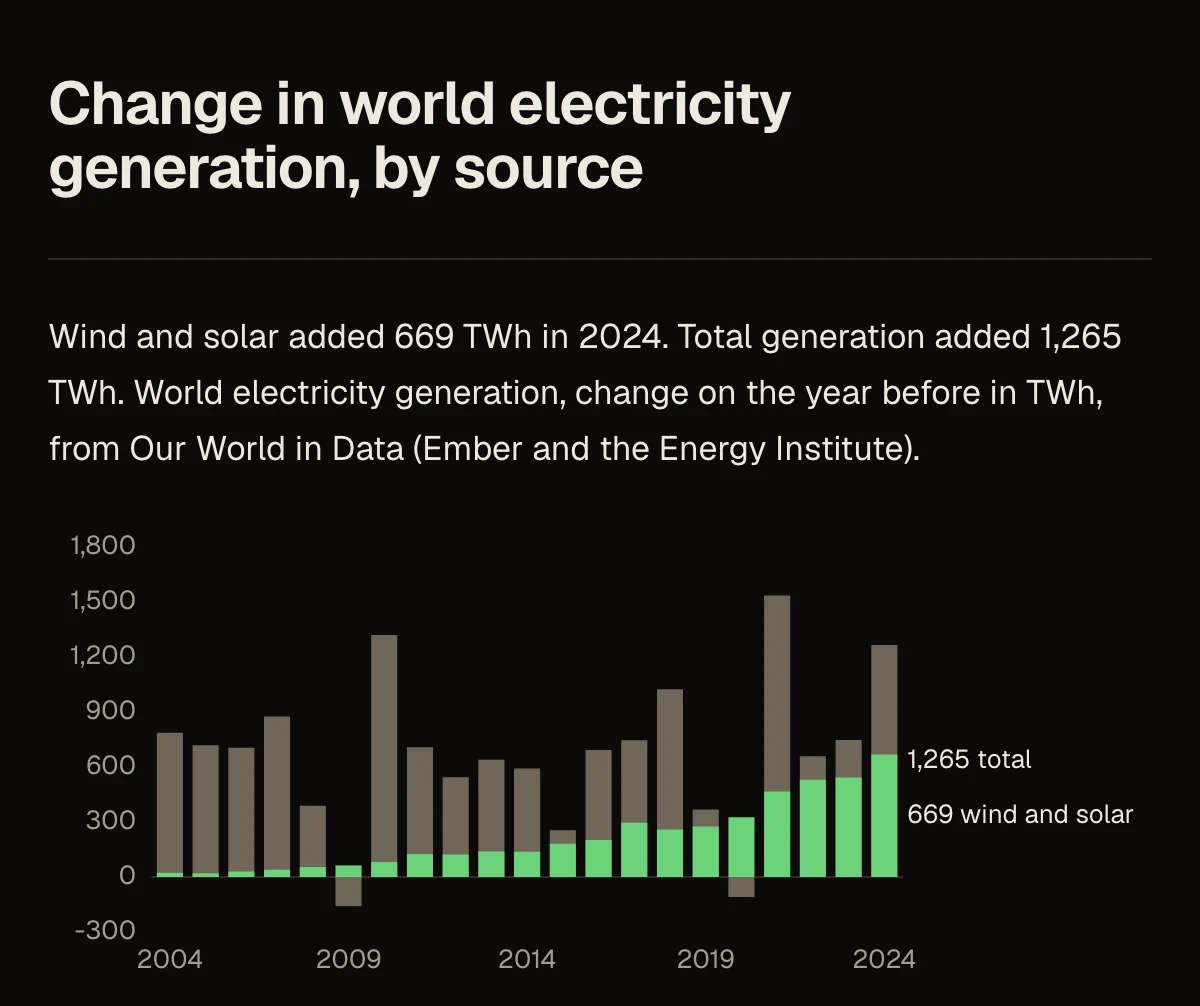 Change in world electricity
generation, by source
Wind and solar added 669 TWh in 2024. Total generation added 1,265
TWh. World electricity generation, change on the year before in TWh,
from Our World in Data (Ember and the Energy Institute).
1,800
1,500
1,200
900
600
1,265 total
300
669 wind and solar
0
-300
2004 2009 2014 2019 2024